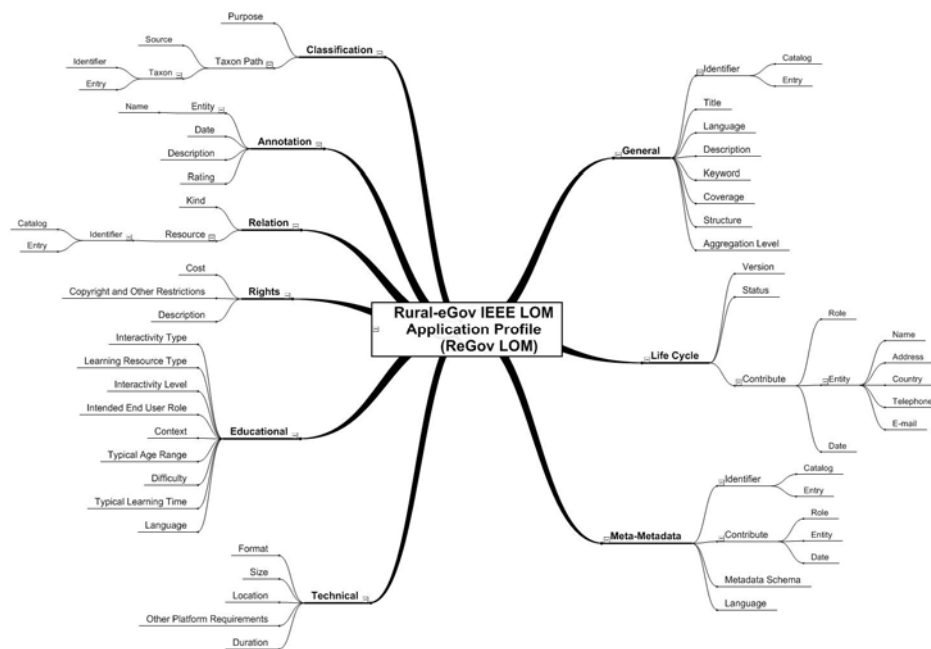 Rural-eGov IEEE LOM
Application Profile
(ReGov LOM)
General
Identifier
Catalog
Entry
Title
Language
Description
Keyword
Coverage
Structure
Aggregation Level
Life Cycle
Version
Status
Contribute
Role
Entity
Name
Address
Country
Telephone
E-mail
Date
Meta-Metadata
Identifier
Catalog
Entry
Contribute
Role
Entity
Date
Metadata Schema
Language
Classification
Purpose
Taxon Path
Source
Taxon
Identifier
Entry
Annotation
Entity
Name
Date
Description
Rating
Relation
Kind
Resource
Identifier
Catalog
Entry
Rights
Cost
Copyright and Other Restrictions
Description
Educational
Interactivity Type
Learning Resource Type
Interactivity Level
Intended End User Role
Context
Typical Age Range
Difficulty
Typical Learning Time
Language
Technical
Format
Size
Location
Other Platform Requirements
Duration